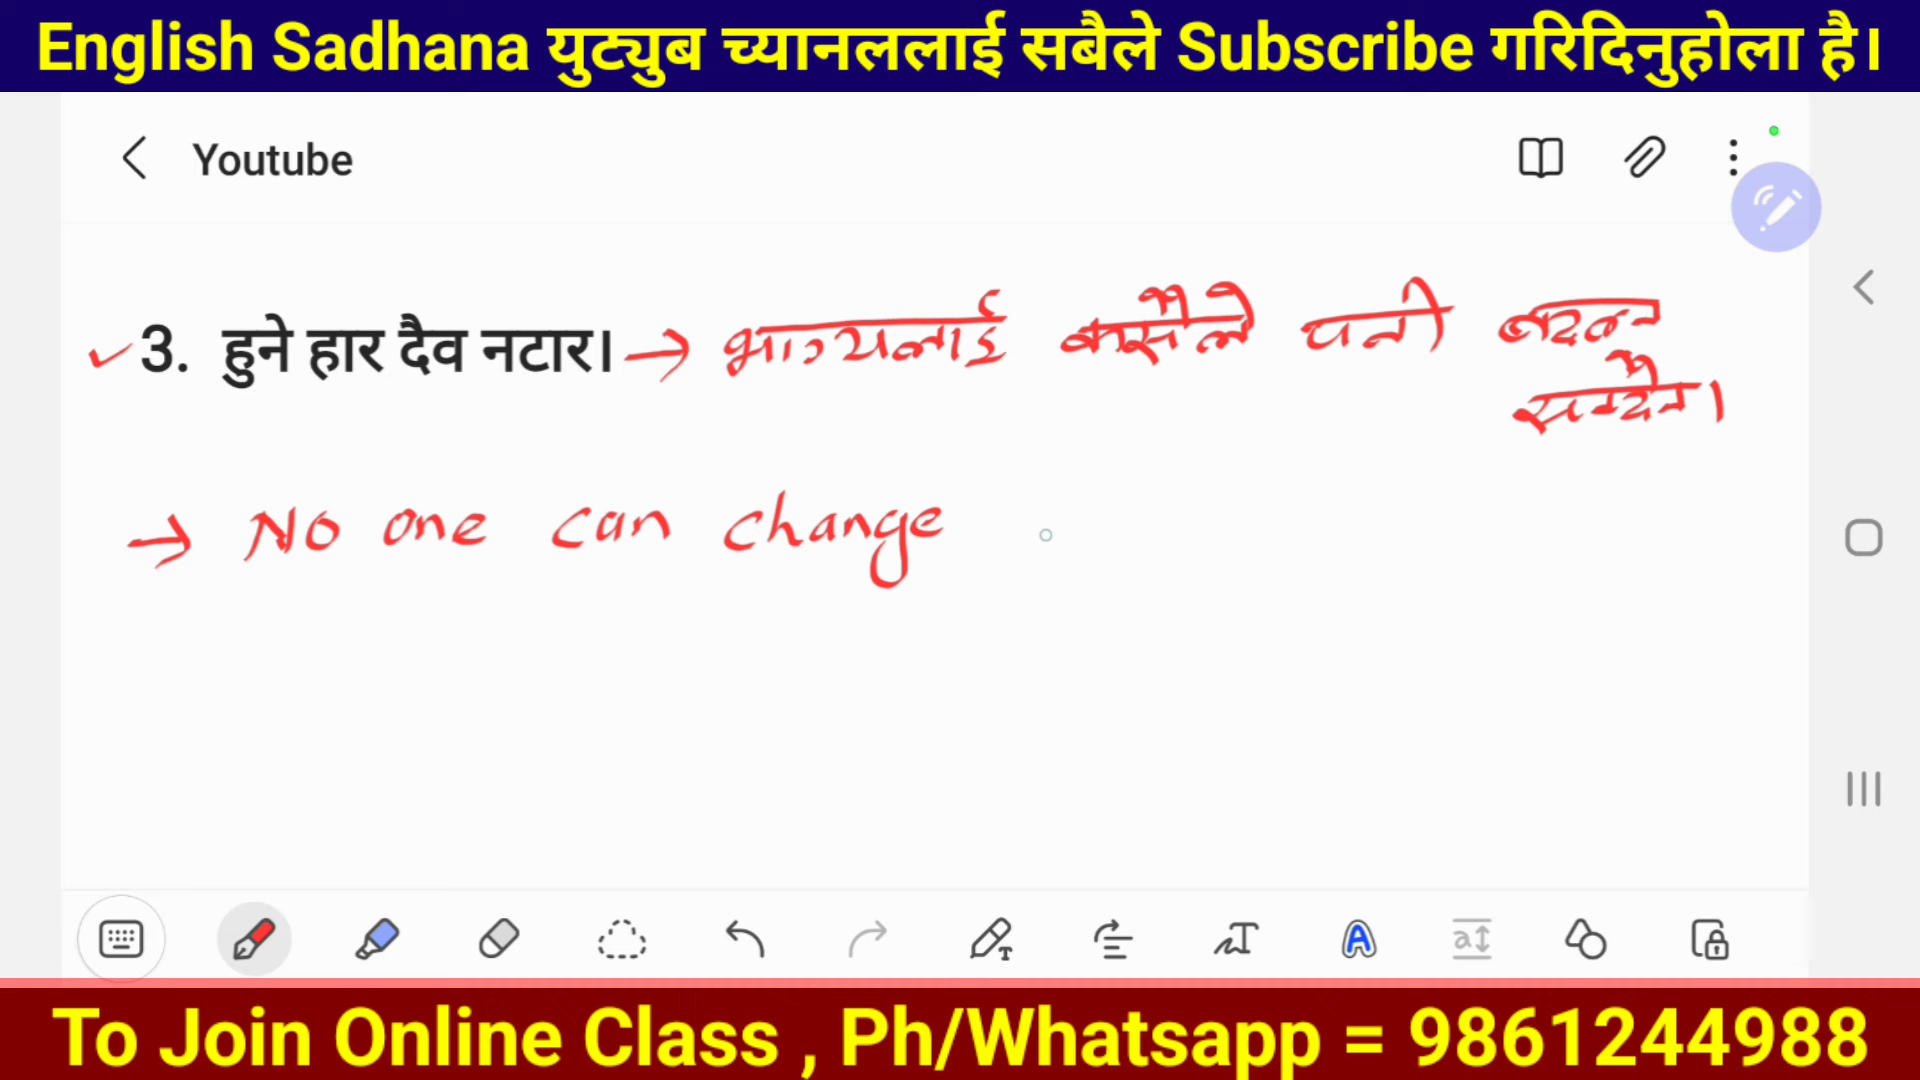 English Sadhana युट्युब च्यानललाई सबैले Subscribe गरिदिनुहोला है।
Youtube
3. हुने हार दैव नटार। → भाग्यलाई कसैले पनी बदल्न
सक्दैन।
→ No one can change
To Join Online Class , Ph/Whatsapp = 9861244988